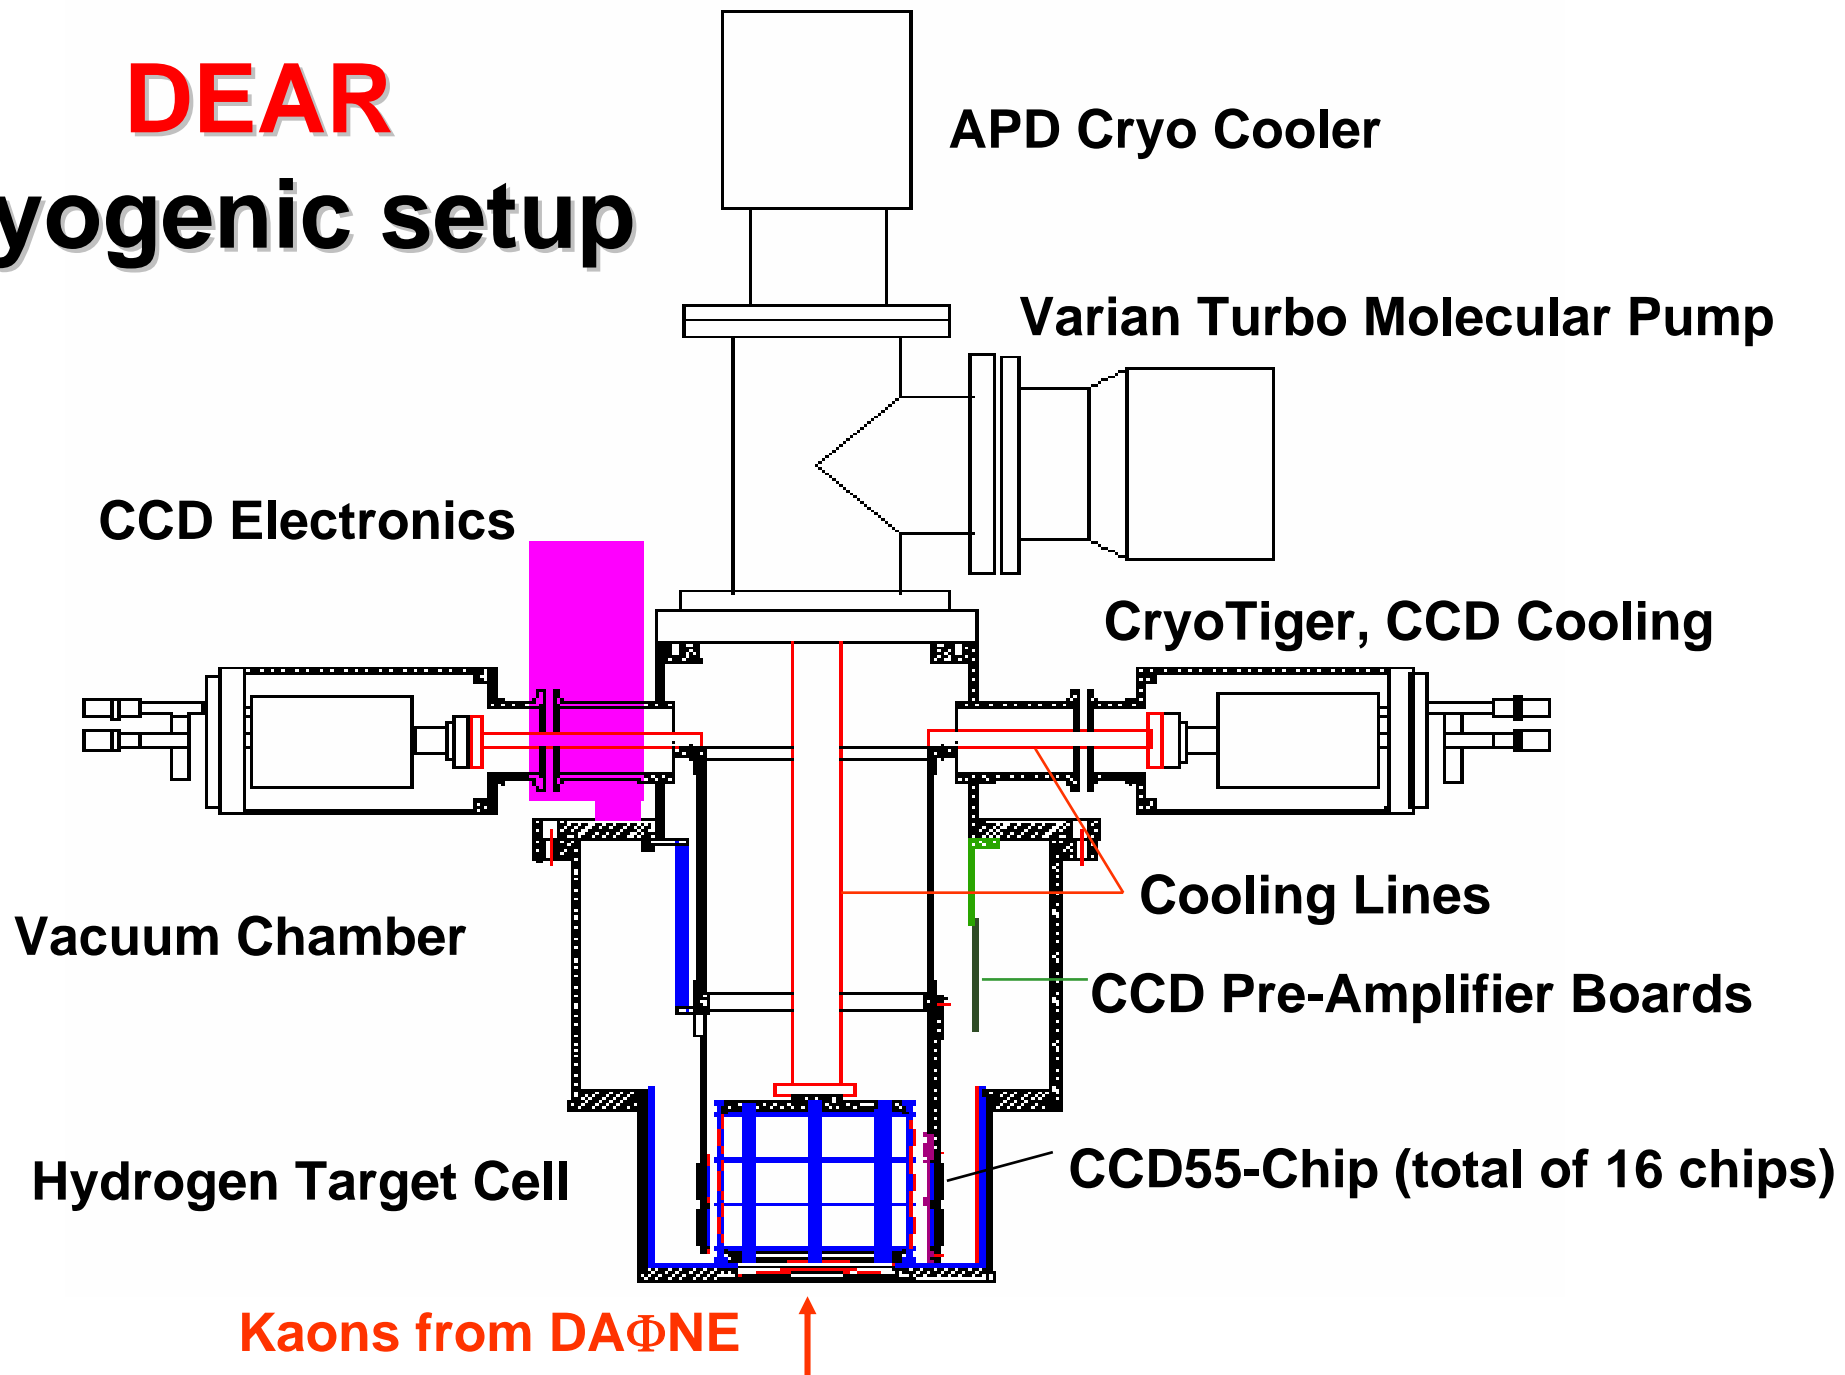 DEAR
yogenic setup
APD Cryo Cooler
Varian Turbo Molecular Pump
CCD Electronics
CryoTiger, CCD Cooling
Cooling Lines
Vacuum Chamber
CCD Pre-Amplifier Boards
CCD55-Chip (total of 16 chips)
Hydrogen Target Cell
Kaons from DAΦNE